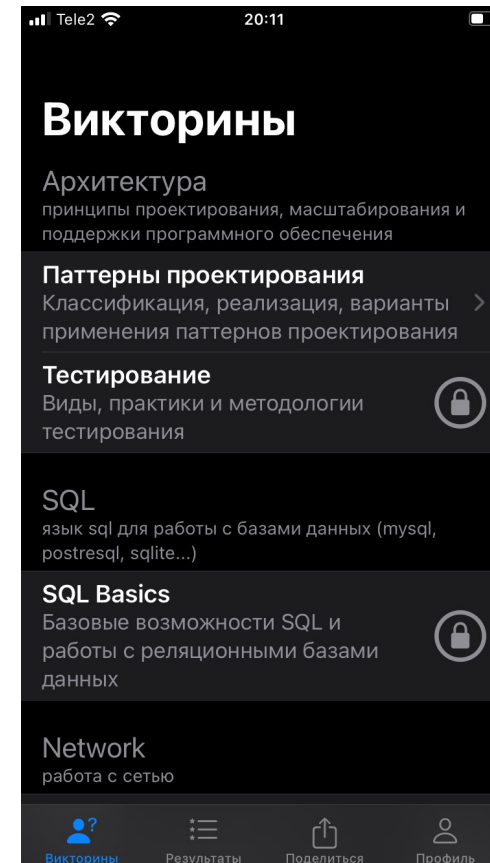 Tele2
20:11
Викторины
Архитектура
принципы проектирования, масштабирования и
поддержки программного обеспечения
Паттерны проектирования
Классификация, реализация, варианты
применения паттернов проектирования
Тестирование
Виды, практики и методологии
тестирования
SQL
язык sql для работы с базами данных (mysql,
postresql, sqlite...)
SQL Basics
Базовые возможности SQL и
работы с реляционными базами
данных
Network
работа с сетью
Викторины
Результаты
Поделиться
Профиль